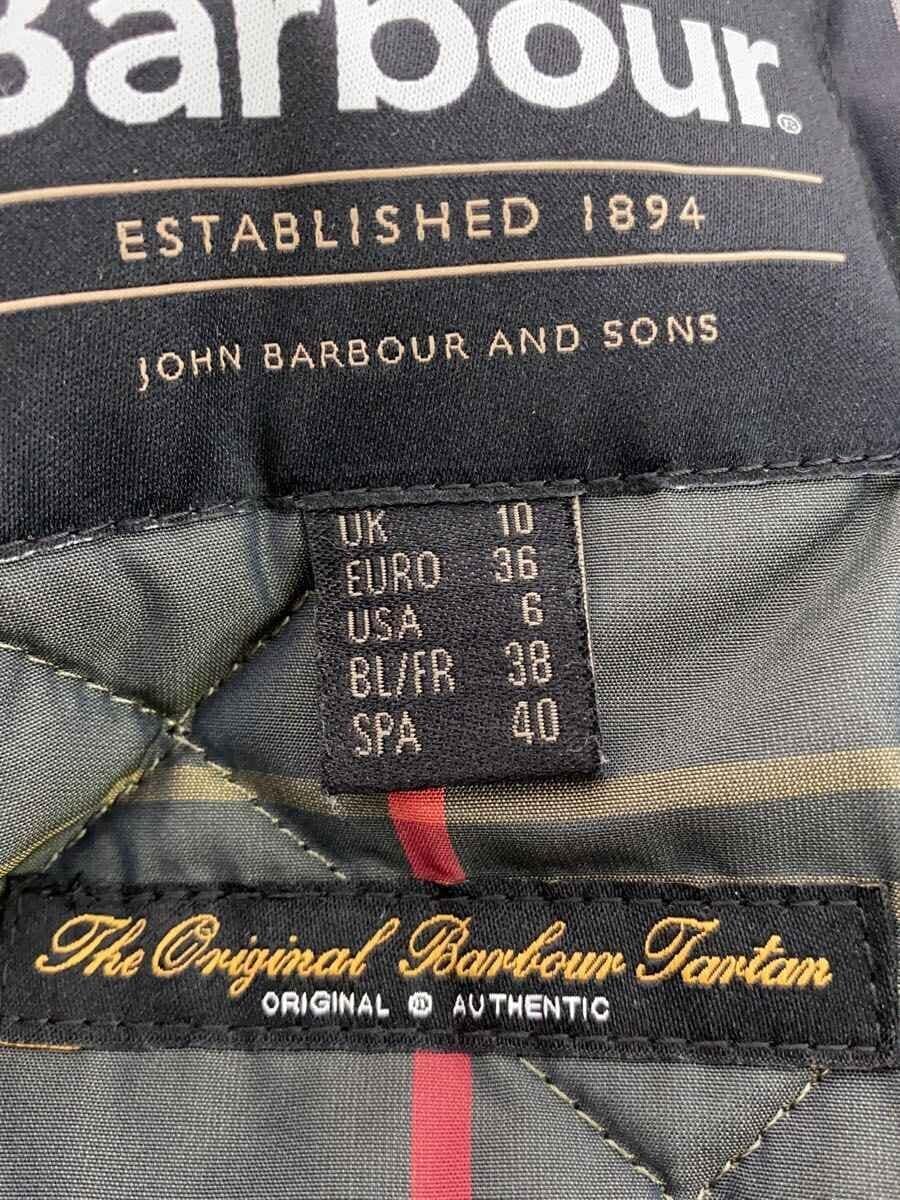 Barbour®
ESTABLISHED 1894
JOHN BARBOUR AND SONS
UK 10
EURO 36
USA 6
BL/FR 38
SPA 40
The Original Barbour Tartan
ORIGINAL ® AUTHENTIC